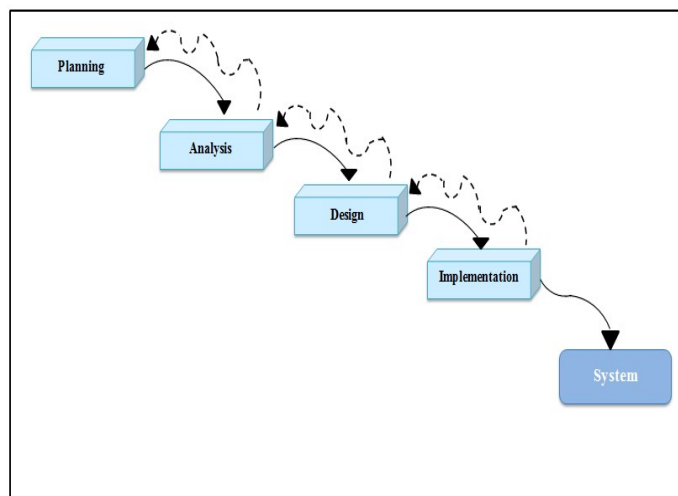 Planning
Analysis
Design
Implementation
System